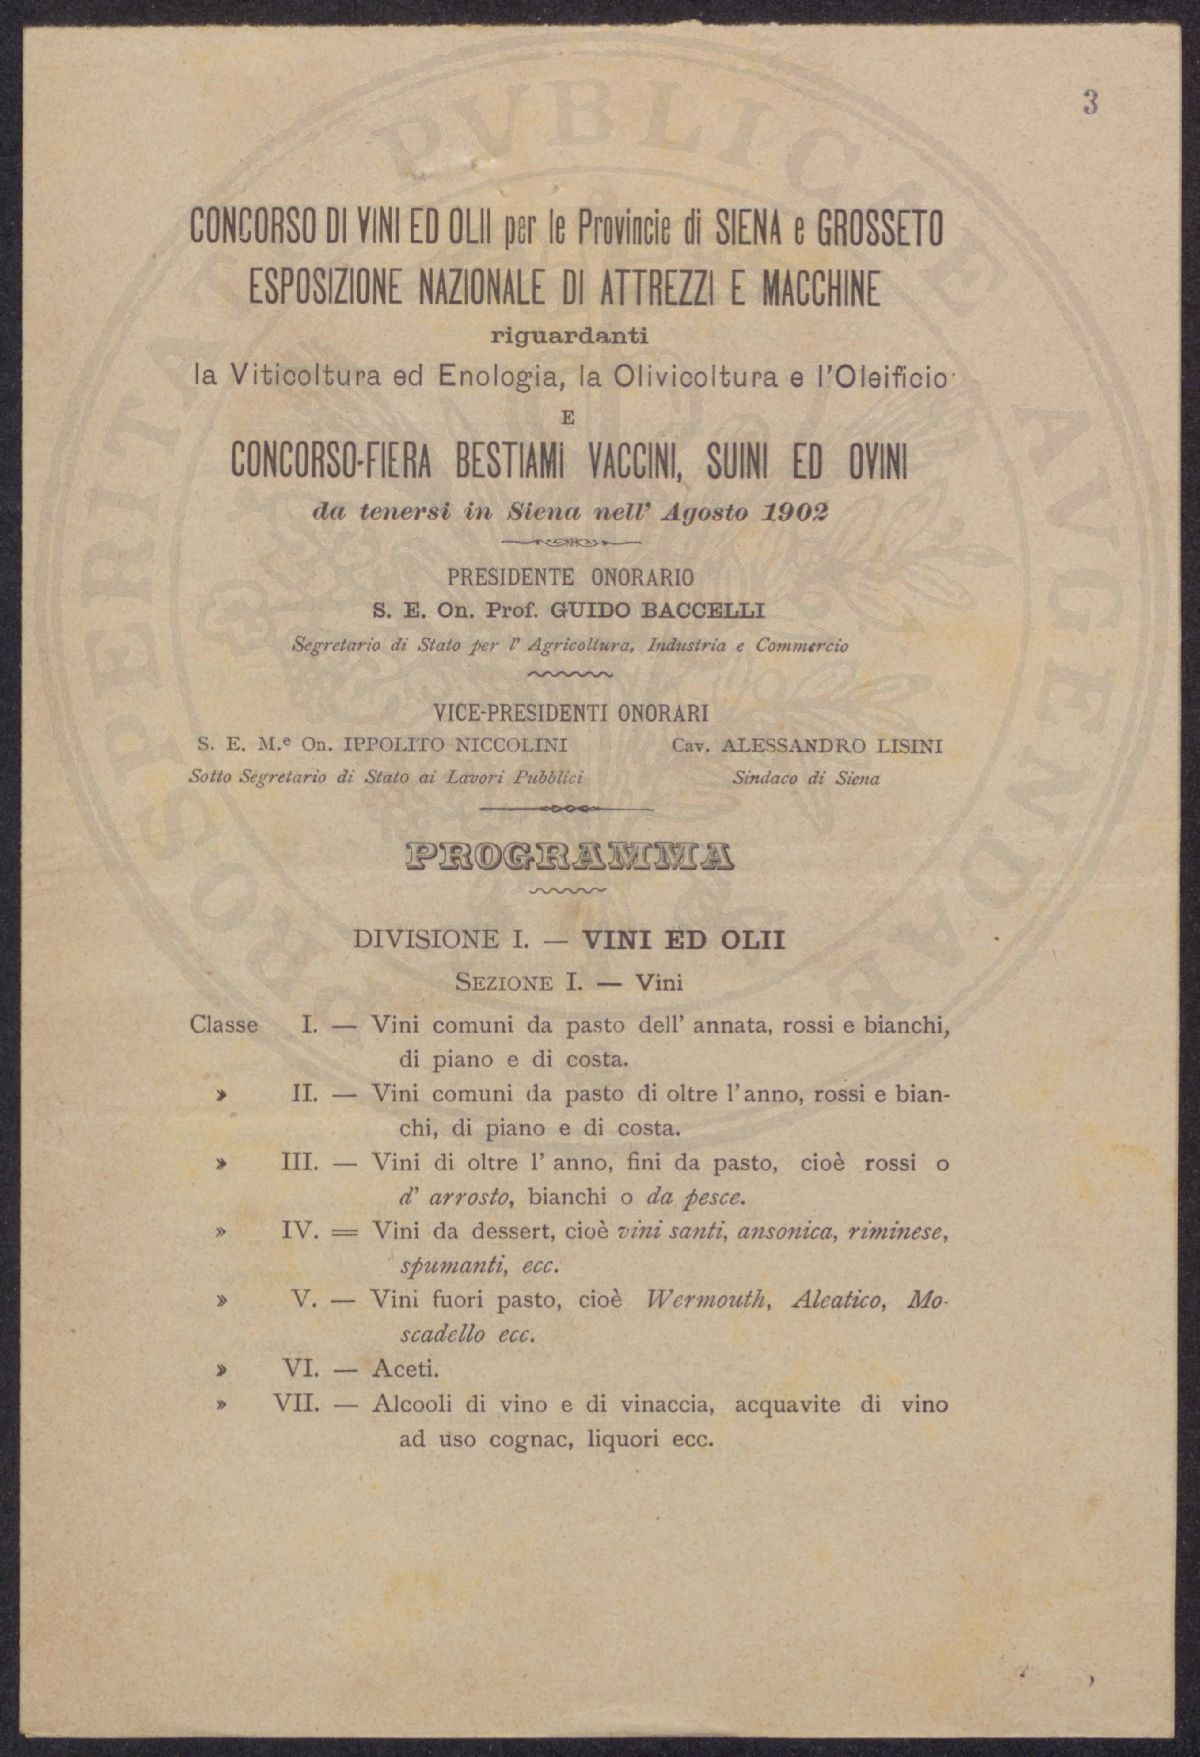 3
CONCORSO DI VINI ED OLII per le Provincie di SIENA e GROSSETO
ESPOSIZIONE NAZIONALE DI ATTREZZI E MACCHINE
riguardanti
la Viticoltura ed Enologia, la Olivicoltura e l'Oleificio
E
CONCORSO-FIERA BESTIAMI VACCINI, SUINI ED OVINI
da tenersi in Siena nell' Agosto 1902
PRESIDENTE ONORARIO
S. E. On. Prof. GUIDO BACCELLI
Segretario di Stato per l' Agricoltura, Industria e Commercio
VICE-PRESIDENTI ONORARI
S. E. M.e On. IPPOLITO NICCOLINI Cav. ALESSANDRO LISINI
Sotto Segretario di Stato ai Lavori Pubblici Sindaco di Siena
PROGRAMMA
DIVISIONE I. — VINI ED OLII
SEZIONE I. — Vini
Classe I. — Vini comuni da pasto dell' annata, rossi e bianchi,
di piano e di costa.
» II. — Vini comuni da pasto di oltre l'anno, rossi e bian-
chi, di piano e di costa.
» III. — Vini di oltre l' anno, fini da pasto, cioè rossi o
d' arrosto, bianchi o da pesce.
» IV. = Vini da dessert, cioè vini santi, ansonica, riminese,
spumanti, ecc.
» V. — Vini fuori pasto, cioè Wermouth, Aleatico, Mo-
scadello ecc.
» VI. — Aceti.
» VII. — Alcooli di vino e di vinaccia, acquavite di vino
ad uso cognac, liquori ecc.
PROSPERITATI PVBLICAE AVGENDAE